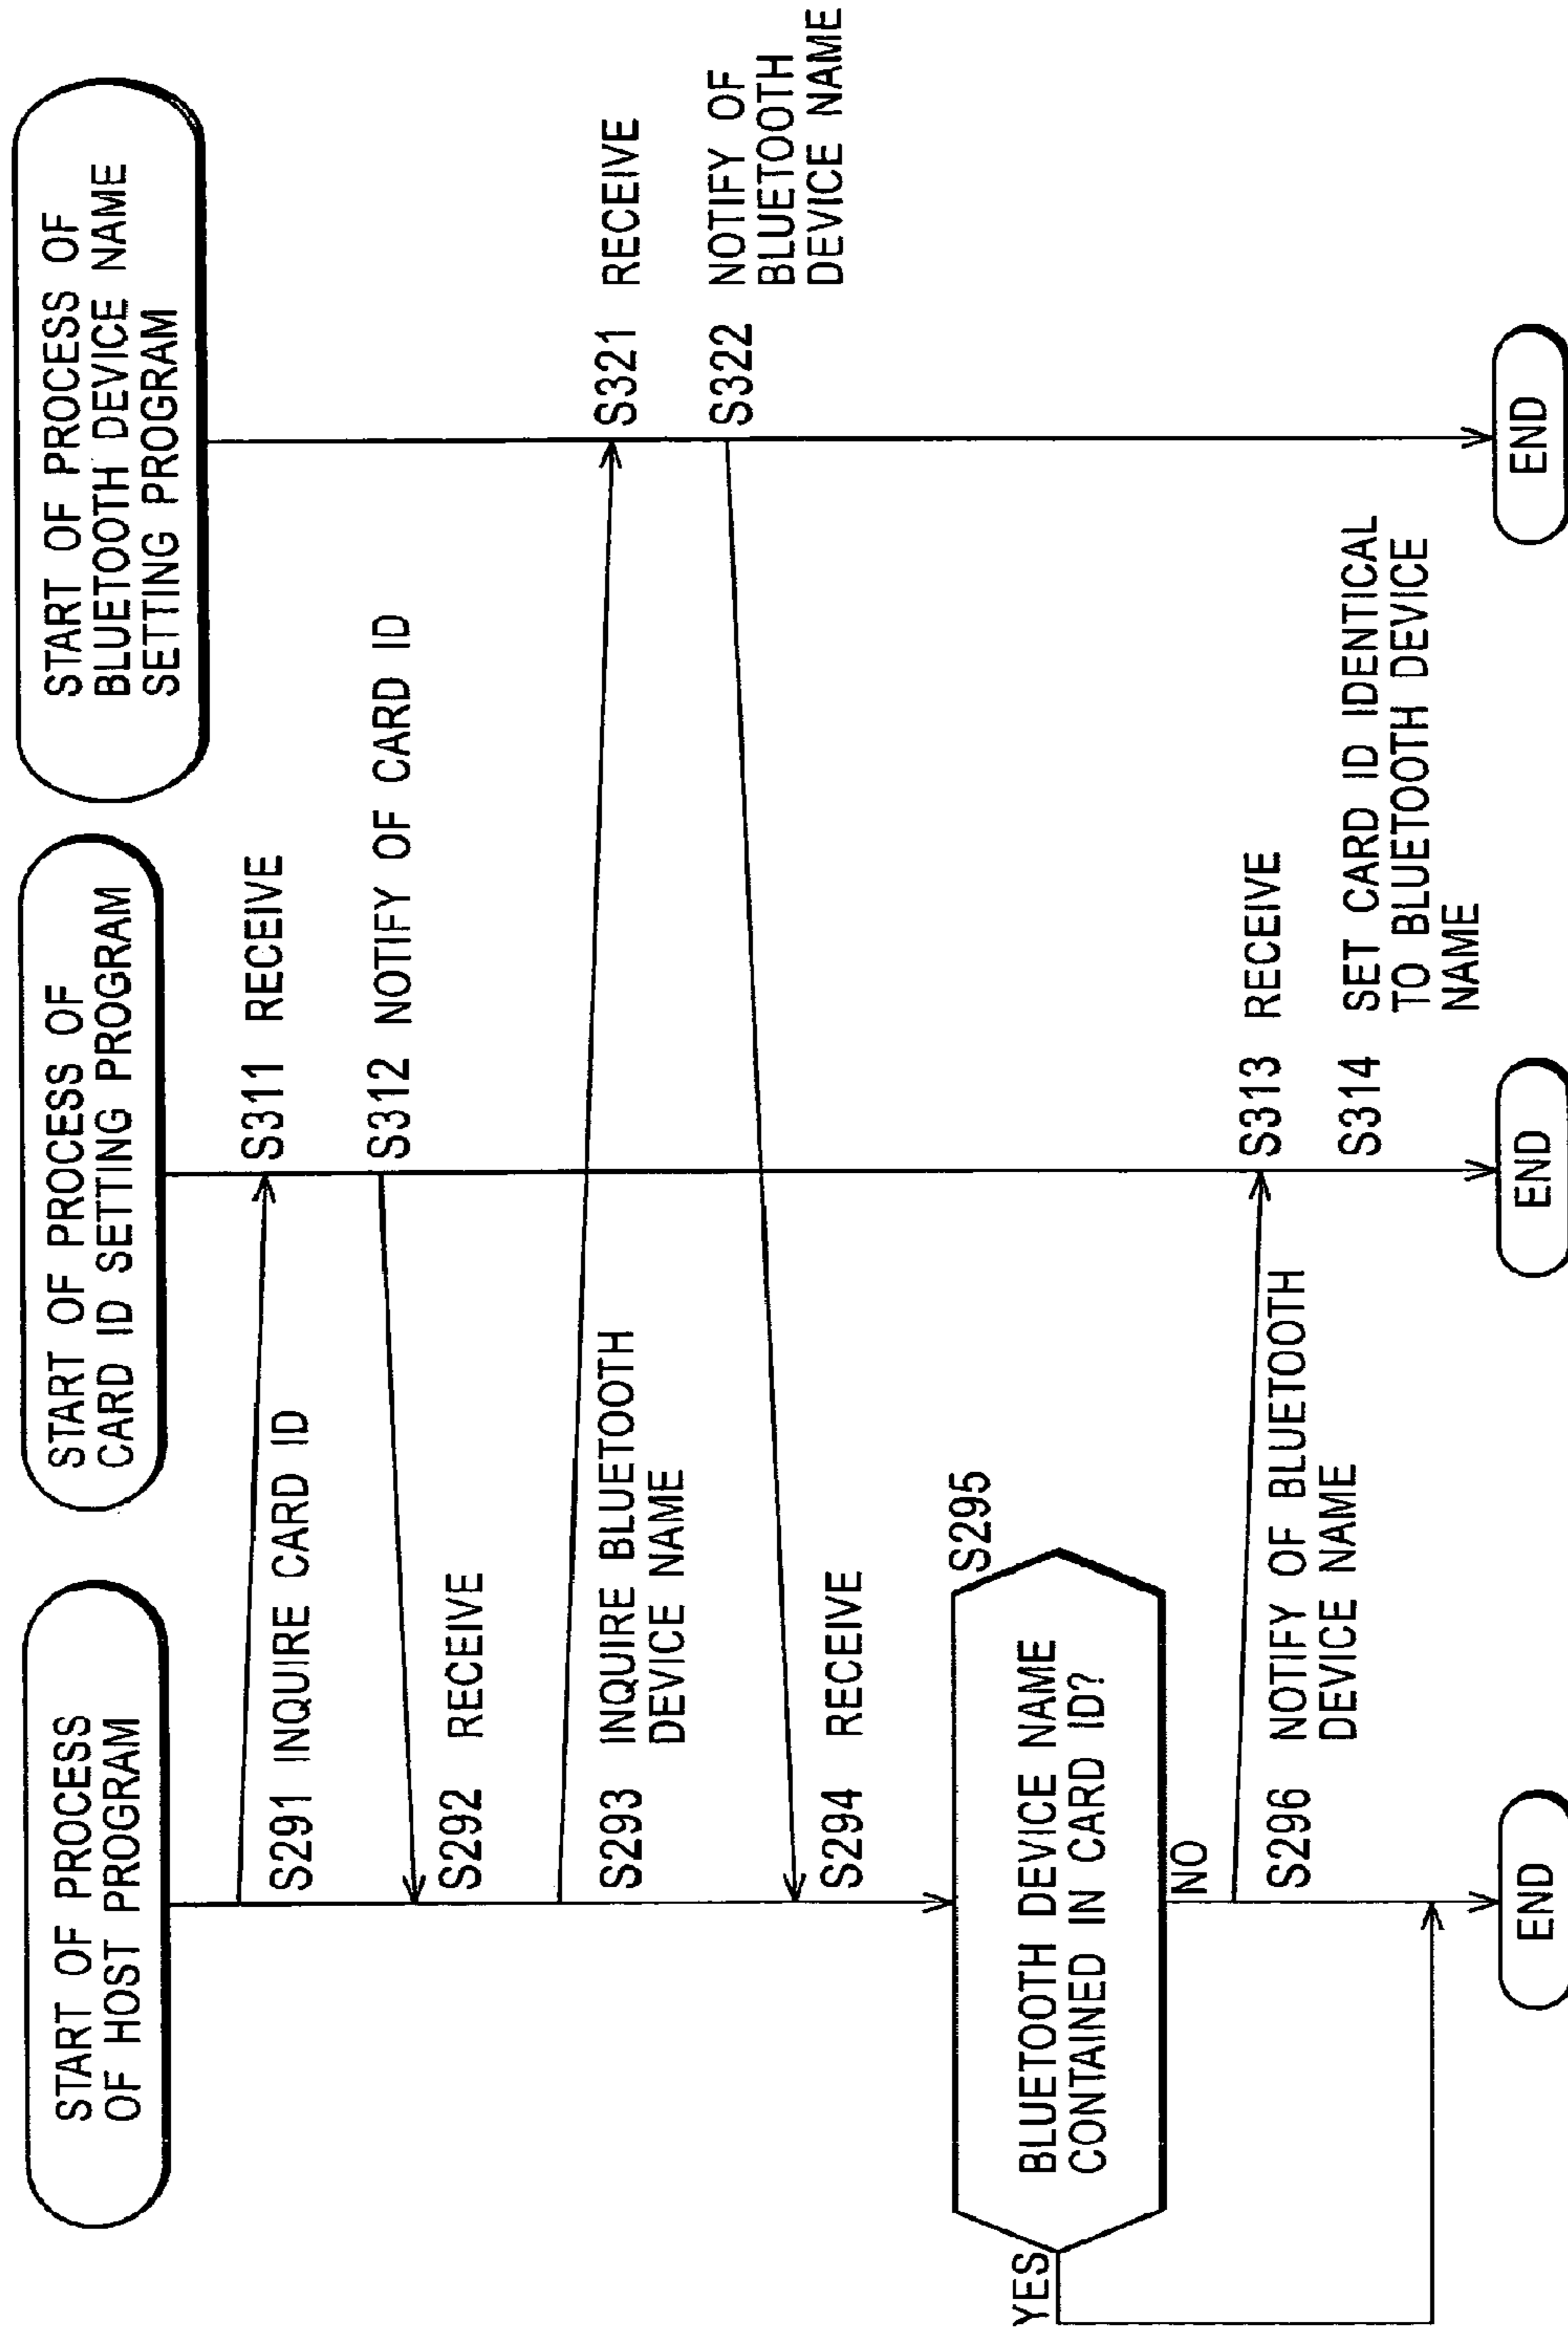 START OF PROCESS
OF HOST PROGRAM
START OF PROCESS OF
CARD ID SETTING PROGRAM
START OF PROCESS OF
BLUETOOTH DEVICE NAME
SETTING PROGRAM
S291 INQUIRE CARD ID
S311 RECEIVE
S312 NOTIFY OF CARD ID
S292 RECEIVE
S293 INQUIRE BLUETOOTH
DEVICE NAME
S321 RECEIVE
S322 NOTIFY OF
BLUETOOTH
DEVICE NAME
S294 RECEIVE
S295
BLUETOOTH DEVICE NAME
CONTAINED IN CARD ID?
YES
NO
S296 NOTIFY OF BLUETOOTH
DEVICE NAME
S313 RECEIVE
S314 SET CARD ID IDENTICAL
TO BLUETOOTH DEVICE
NAME
END
END
END